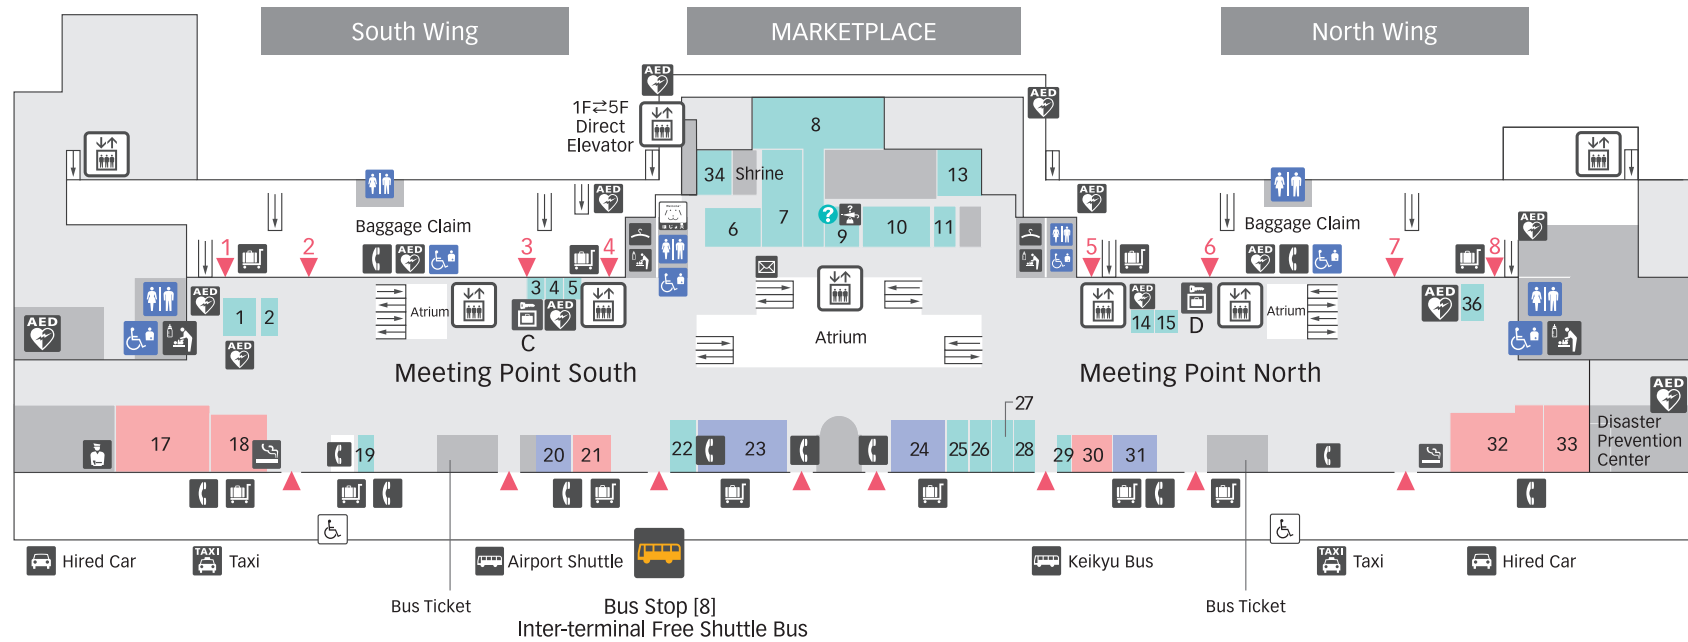 South Wing
MARKETPLACE
North Wing
AED
AED
1F⇄5F
Direct
Elevator
8
34
Shrine
13
AED
AED
Baggage Claim
Baggage Claim
6
7
?
?
9
10
11
AED
1
2
AED
3
4
5
6
AED
7
8
AED
1
2
3
4
5
AED
Atrium
C
Atrium
AED
14
15
D
Atrium
AED
36
AED
AED
Meeting Point South
Meeting Point North
27
AED
17
18
19
20
21
22
23
24
25
26
28
29
30
31
32
33
Disaster
Prevention
Center
Hired Car
TAXI
Taxi
Airport Shuttle
Keikyu Bus
TAXI
Taxi
Hired Car
Bus Ticket
Bus Stop [8]
Inter-terminal Free Shuttle Bus
Bus Ticket